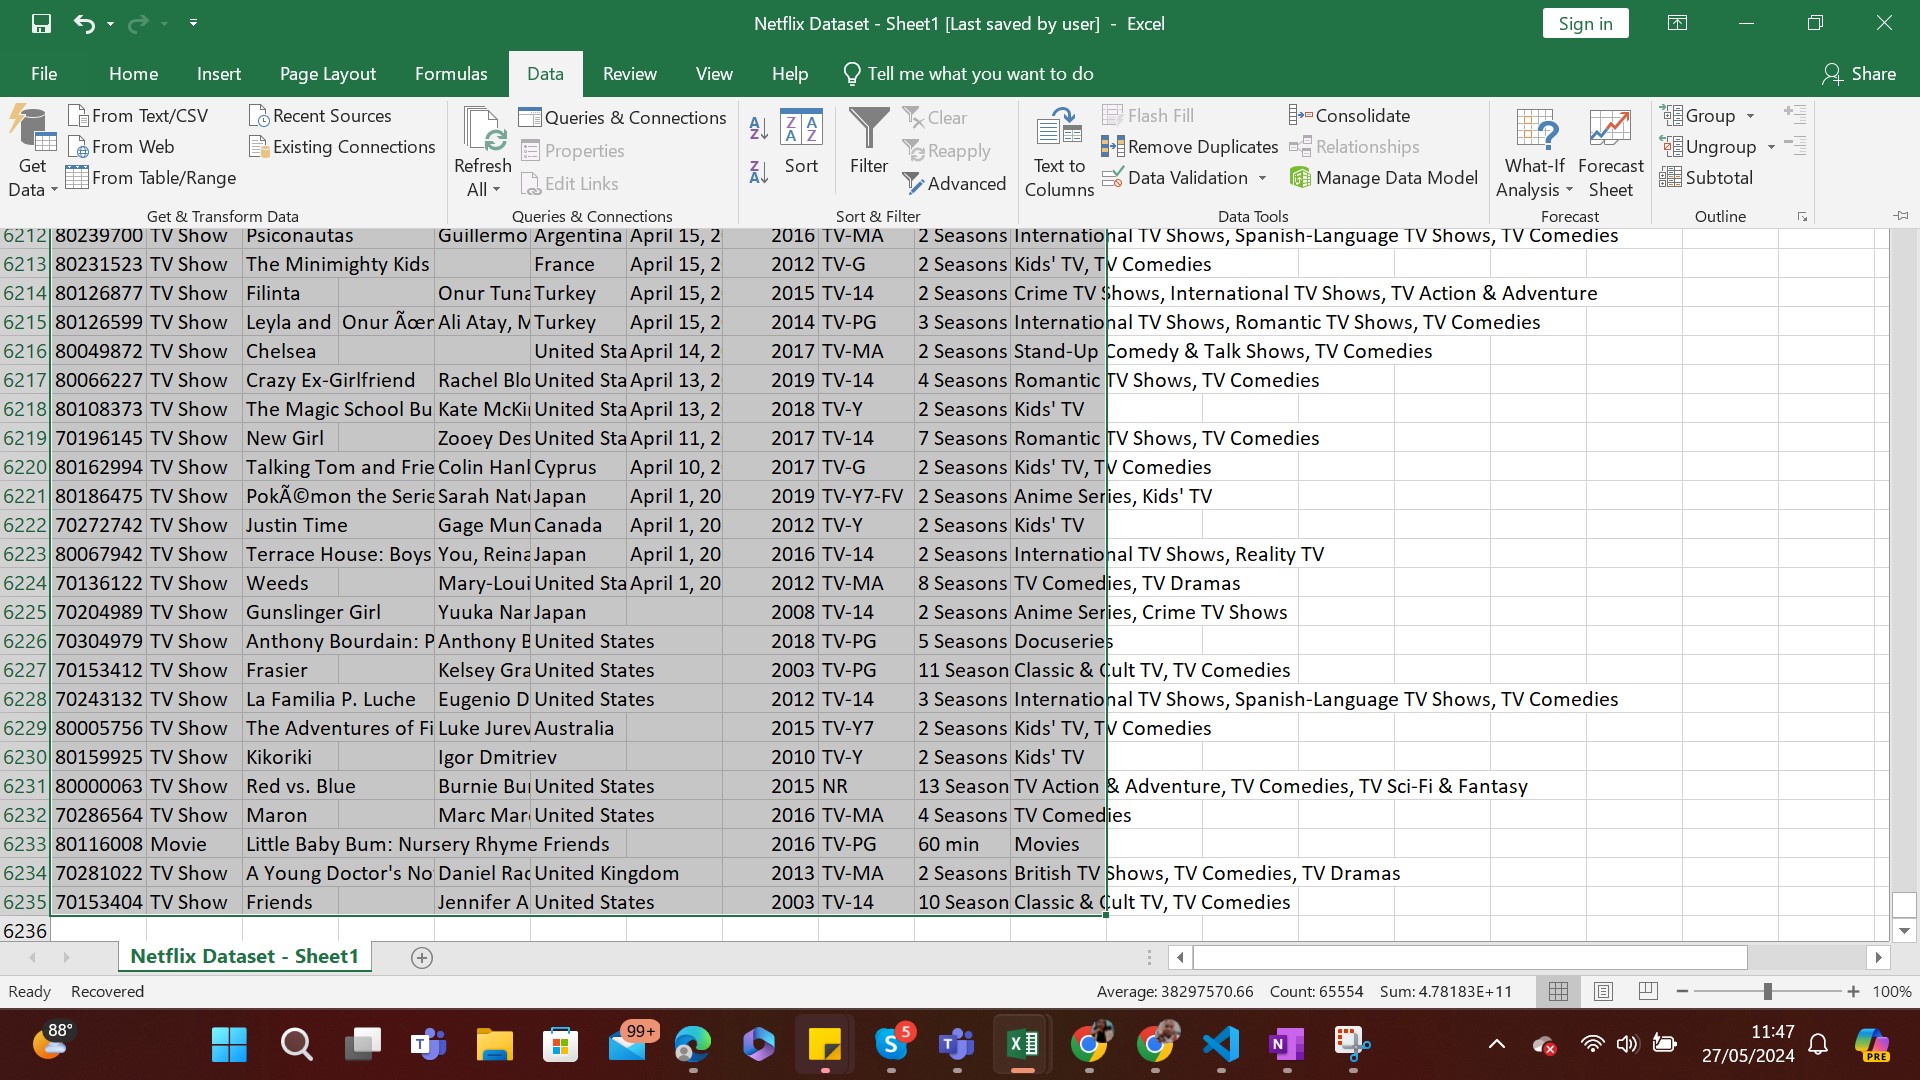 Netflix Dataset - Sheet1 [Last saved by user] - Excel
Sign in
File Home Insert Page Layout Formulas Data Review View Help Tell me what you want to do Share
Get Data
From Text/CSV
From Web
From Table/Range
Recent Sources
Existing Connections
Get & Transform Data
Refresh All
Queries & Connections
Properties
Edit Links
Queries & Connections
Sort
Filter
Clear
Reapply
Advanced
Sort & Filter
Text to Columns
Flash Fill
Remove Duplicates
Data Validation
Consolidate
Relationships
Manage Data Model
Data Tools
What-If Analysis
Forecast Sheet
Forecast
Group
Ungroup
Subtotal
Outline
6212 80239700 TV Show Psiconautas Guillermo Argentina April 15, 2 2016 TV-MA 2 Seasons International TV Shows, Spanish-Language TV Shows, TV Comedies
6213 80231523 TV Show The Minimighty Kids France April 15, 2 2012 TV-G 2 Seasons Kids' TV, TV Comedies
6214 80126877 TV Show Filinta Onur Tuna Turkey April 15, 2 2015 TV-14 2 Seasons Crime TV Shows, International TV Shows, TV Action & Adventure
6215 80126599 TV Show Leyla and Onur Ãœn Ali Atay, M Turkey April 15, 2 2014 TV-PG 3 Seasons International TV Shows, Romantic TV Shows, TV Comedies
6216 80049872 TV Show Chelsea United Sta April 14, 2 2017 TV-MA 2 Seasons Stand-Up Comedy & Talk Shows, TV Comedies
6217 80066227 TV Show Crazy Ex-Girlfriend Rachel Blo United Sta April 13, 2 2019 TV-14 4 Seasons Romantic TV Shows, TV Comedies
6218 80108373 TV Show The Magic School Bu Kate McKi United Sta April 13, 2 2018 TV-Y 2 Seasons Kids' TV
6219 70196145 TV Show New Girl Zooey Des United Sta April 11, 2 2017 TV-14 7 Seasons Romantic TV Shows, TV Comedies
6220 80162994 TV Show Talking Tom and Frie Colin Hanl Cyprus April 10, 2 2017 TV-G 2 Seasons Kids' TV, TV Comedies
6221 80186475 TV Show PokÃ©mon the Serie Sarah Nat Japan April 1, 20 2019 TV-Y7-FV 2 Seasons Anime Series, Kids' TV
6222 70272742 TV Show Justin Time Gage Mun Canada April 1, 20 2012 TV-Y 2 Seasons Kids' TV
6223 80067942 TV Show Terrace House: Boys You, Reina Japan April 1, 20 2016 TV-14 2 Seasons International TV Shows, Reality TV
6224 70136122 TV Show Weeds Mary-Loui United Sta April 1, 20 2012 TV-MA 8 Seasons TV Comedies, TV Dramas
6225 70204989 TV Show Gunslinger Girl Yuuka Nan Japan 2008 TV-14 2 Seasons Anime Series, Crime TV Shows
6226 70304979 TV Show Anthony Bourdain: P Anthony B United States 2018 TV-PG 5 Seasons Docuseries
6227 70153412 TV Show Frasier Kelsey Gra United States 2003 TV-PG 11 Season Classic & Cult TV, TV Comedies
6228 70243132 TV Show La Familia P. Luche Eugenio D United States 2012 TV-14 3 Seasons International TV Shows, Spanish-Language TV Shows, TV Comedies
6229 80005756 TV Show The Adventures of Fi Luke Jurev Australia 2015 TV-Y7 2 Seasons Kids' TV, TV Comedies
6230 80159925 TV Show Kikoriki Igor Dmitriev 2010 TV-Y 2 Seasons Kids' TV
6231 80000063 TV Show Red vs. Blue Burnie Bur United States 2015 NR 13 Season TV Action & Adventure, TV Comedies, TV Sci-Fi & Fantasy
6232 70286564 TV Show Maron Marc Mar United States 2016 TV-MA 4 Seasons TV Comedies
6233 80116008 Movie Little Baby Bum: Nursery Rhyme Friends 2016 TV-PG 60 min Movies
6234 70281022 TV Show A Young Doctor's No Daniel Rad United Kingdom 2013 TV-MA 2 Seasons British TV Shows, TV Comedies, TV Dramas
6235 70153404 TV Show Friends Jennifer A United States 2003 TV-14 10 Season Classic & Cult TV, TV Comedies
6236
Netflix Dataset - Sheet1
Ready Recovered Average: 38297570.66 Count: 65554 Sum: 4.78183E+11 100%
88° 99+ 5 11:47
27/05/2024
PRE